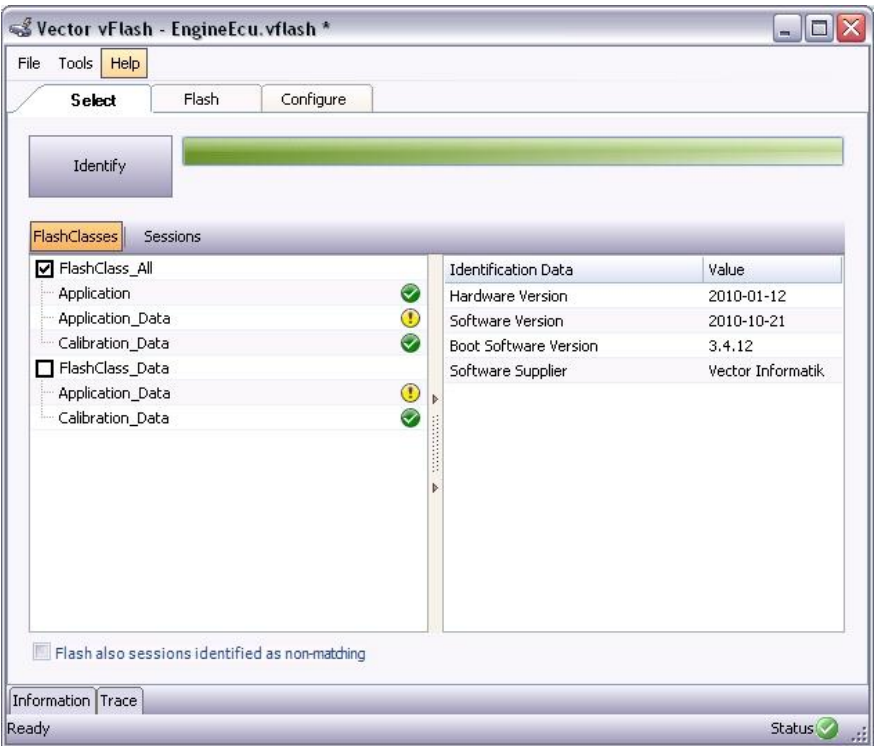 Vector vFlash - EngineEcu.vflash *
File Tools Help
Select Flash Configure
Identify
FlashClasses Sessions
FlashClass_All
Application
Application_Data
Calibration_Data
FlashClass_Data
Application_Data
Calibration_Data
Identification Data Value
Hardware Version 2010-01-12
Software Version 2010-10-21
Boot Software Version 3.4.12
Software Supplier Vector Informatik
Flash also sessions identified as non-matching
Information Trace
Ready Status